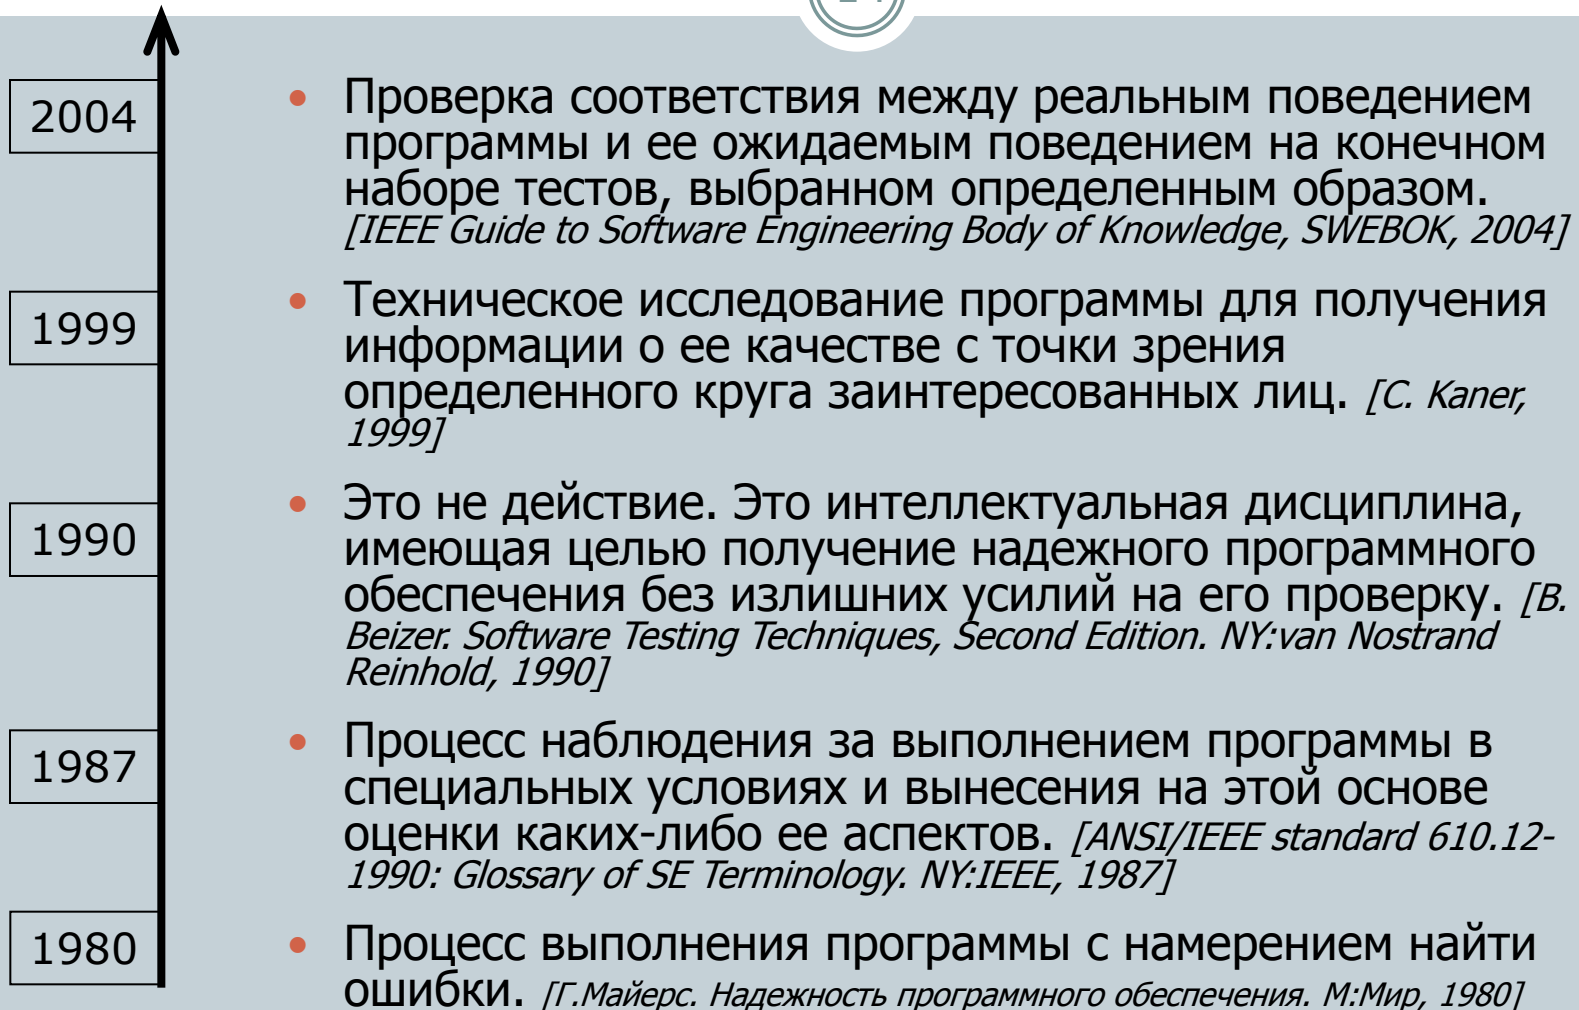 2004
Проверка соответствия между реальным поведением
программы и ее ожидаемым поведением на конечном
наборе тестов, выбранном определенным образом.
[IEEE Guide to Software Engineering Body of Knowledge, SWEBOK, 2004]
1999
Техническое исследование программы для получения
информации о ее качестве с точки зрения
определенного круга заинтересованных лиц. [C. Kaner,
1999]
1990
Это не действие. Это интеллектуальная дисциплина,
имеющая целью получение надежного программного
обеспечения без излишних усилий на его проверку. [B.
Beizer. Software Testing Techniques, Second Edition. NY:van Nostrand
Reinhold, 1990]
1987
Процесс наблюдения за выполнением программы в
специальных условиях и вынесения на этой основе
оценки каких-либо ее аспектов. [ANSI/IEEE standard 610.12-
1990: Glossary of SE Terminology. NY:IEEE, 1987]
1980
Процесс выполнения программы с намерением найти
ошибки. [Г.Майерс. Надежность программного обеспечения. М:Мир, 1980]